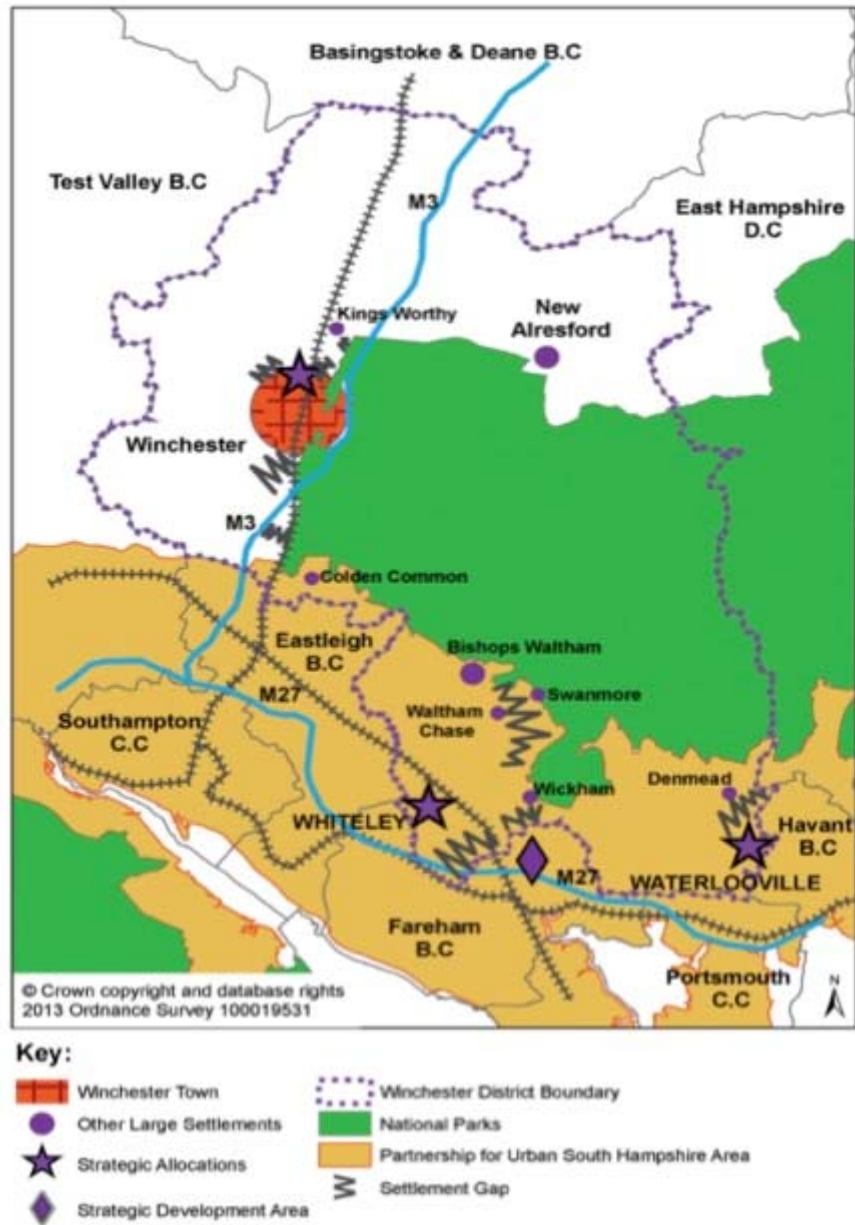 Basingstoke & Deane B.C
Test Valley B.C
M3
East Hampshire
D.C
Kings Worthy
New
Alresford
Winchester
M3
Colden Common
Eastleigh
B.C
Bishops Waltham
M27
Swanmore
Southampton
C.C
Waltham
Chase
Wickham
Denmead
WHITELEY
Havant
B.C
M27
WATERLOOVILLE
Fareham
B.C
Portsmouth
C.C
© Crown copyright and database rights
2013 Ordnance Survey 100019531
N
Key:
Winchester Town
Winchester District Boundary
Other Large Settlements
National Parks
Strategic Allocations
Partnership for Urban South Hampshire Area
Settlement Gap
Strategic Development Area